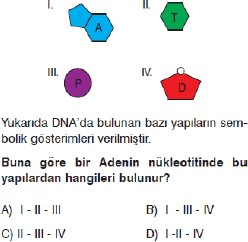 I.
II.
A
T
III.
IV.
P
D
Yukarıda DNA'da bulunan bazı yapıların sem-
bolik gösterimleri verilmiştir.
Buna göre bir Adenin nükleotitinde bu
yapılardan hangileri bulunur?
A) I - II - III
B) I - III - IV
C) II - III - IV
D) I -II - IV